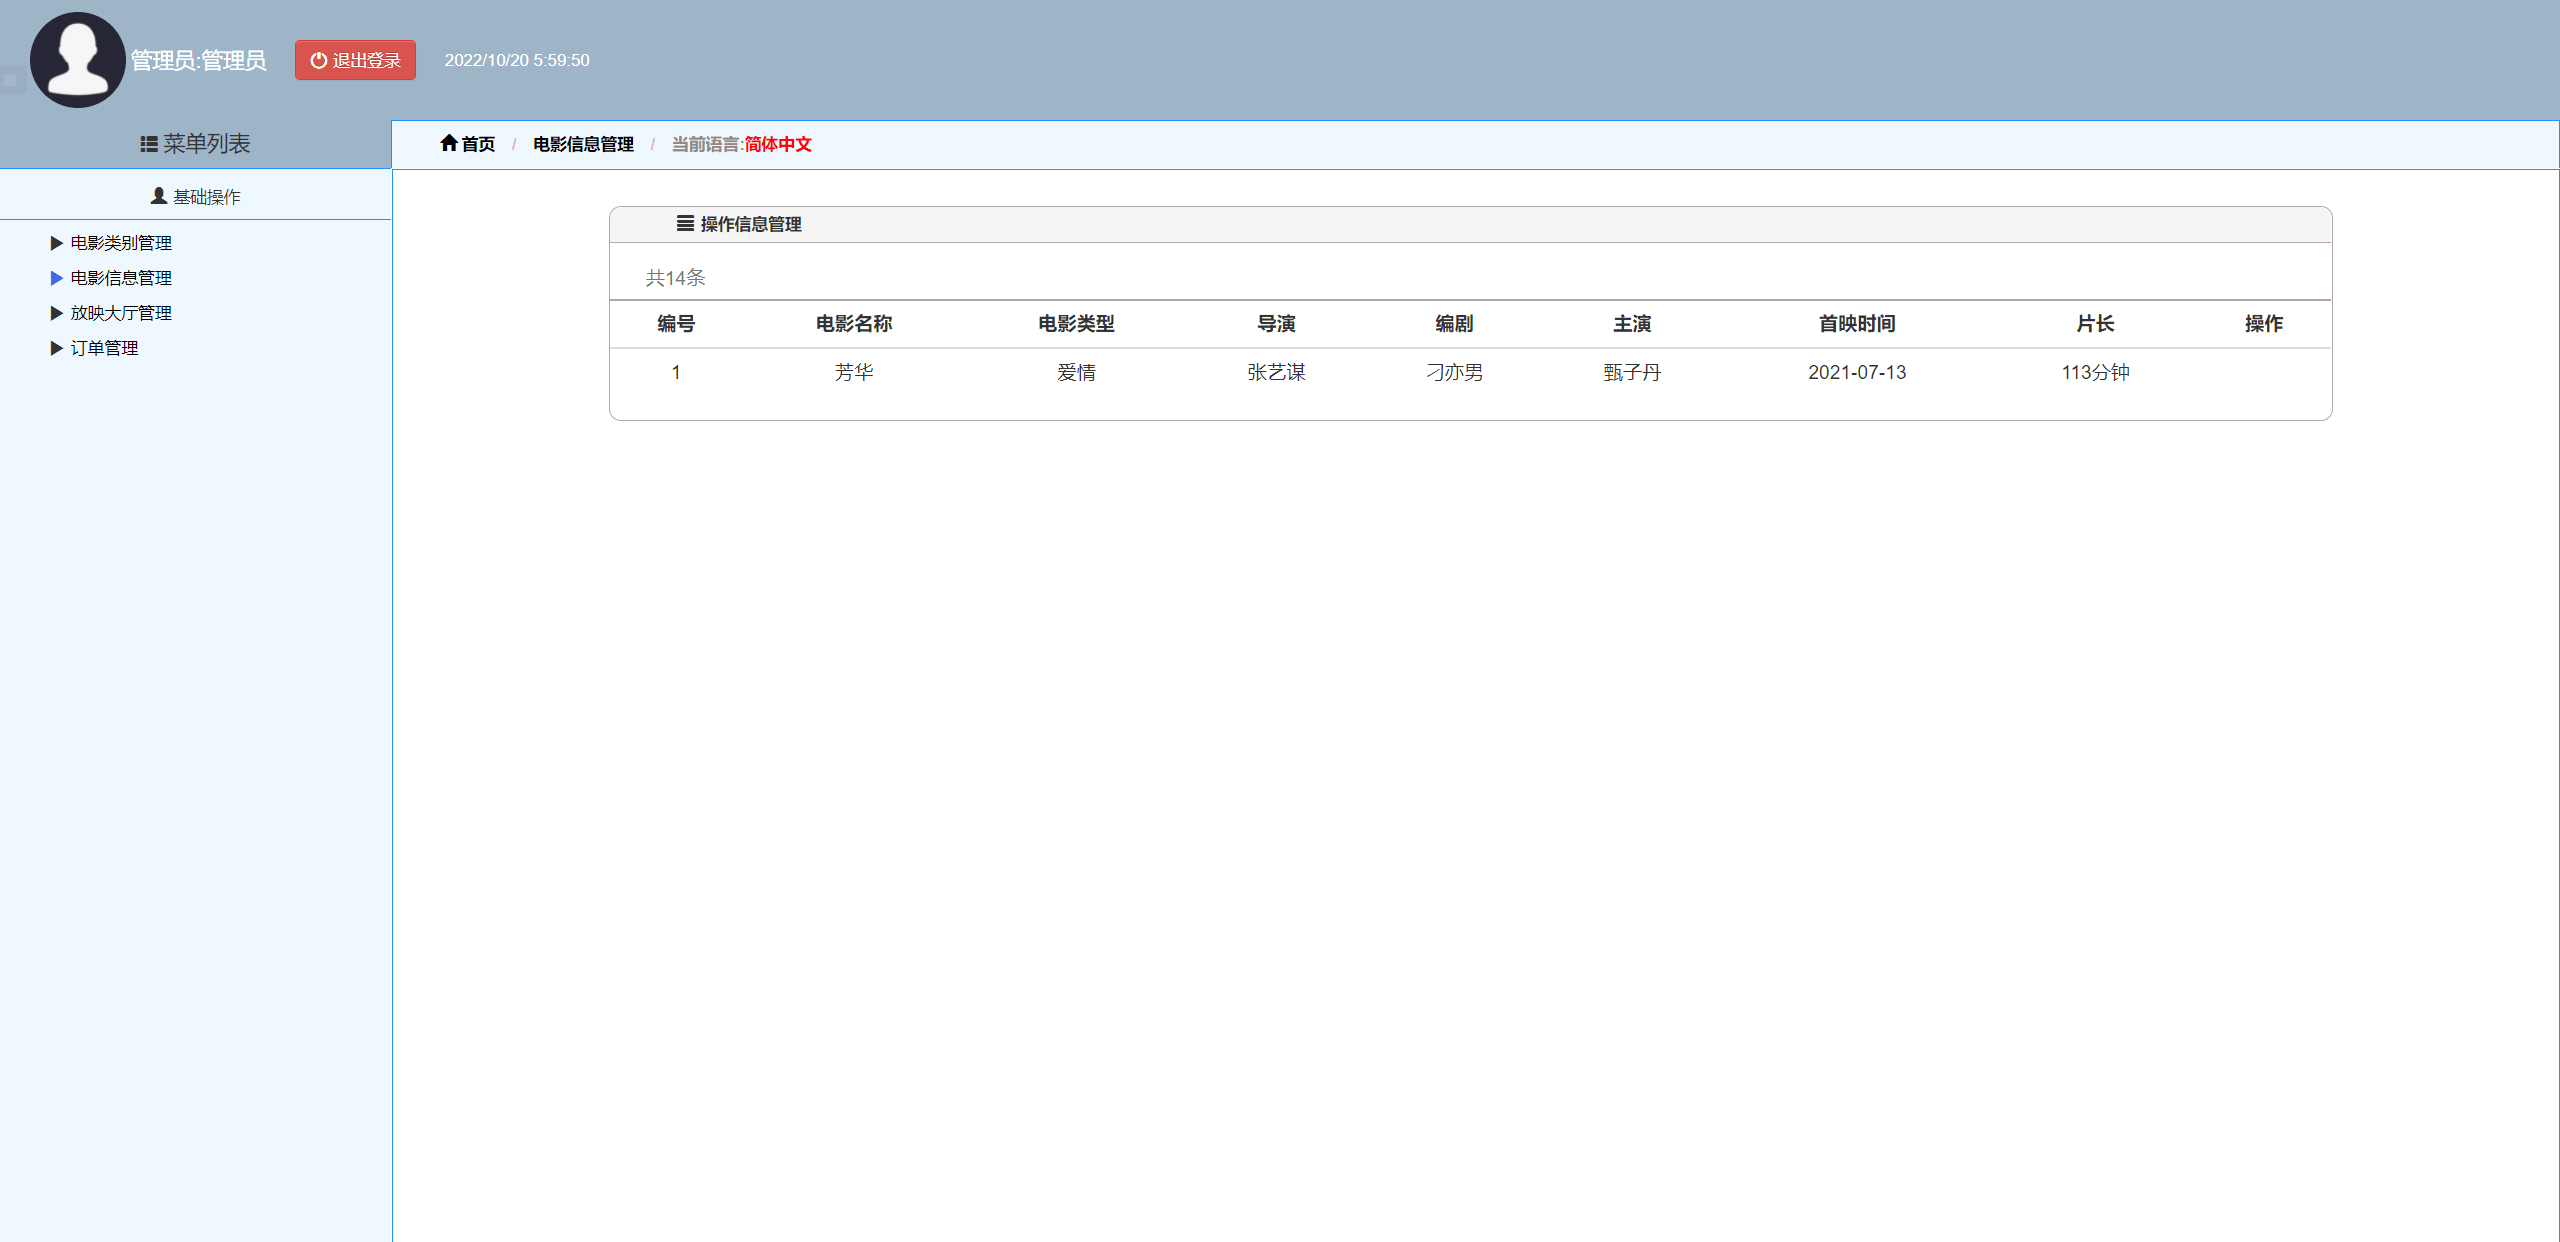 管理员:管理员 退出登录 2022/10/20 5:59:50
菜单列表
首页 / 电影信息管理 / 当前语言:简体中文
基础操作
电影类别管理
电影信息管理
放映大厅管理
订单管理
操作信息管理
共14条
编号 电影名称 电影类型 导演 编剧 主演 首映时间 片长 操作
1 芳华 爱情 张艺谋 刁亦男 甄子丹 2021-07-13 113分钟